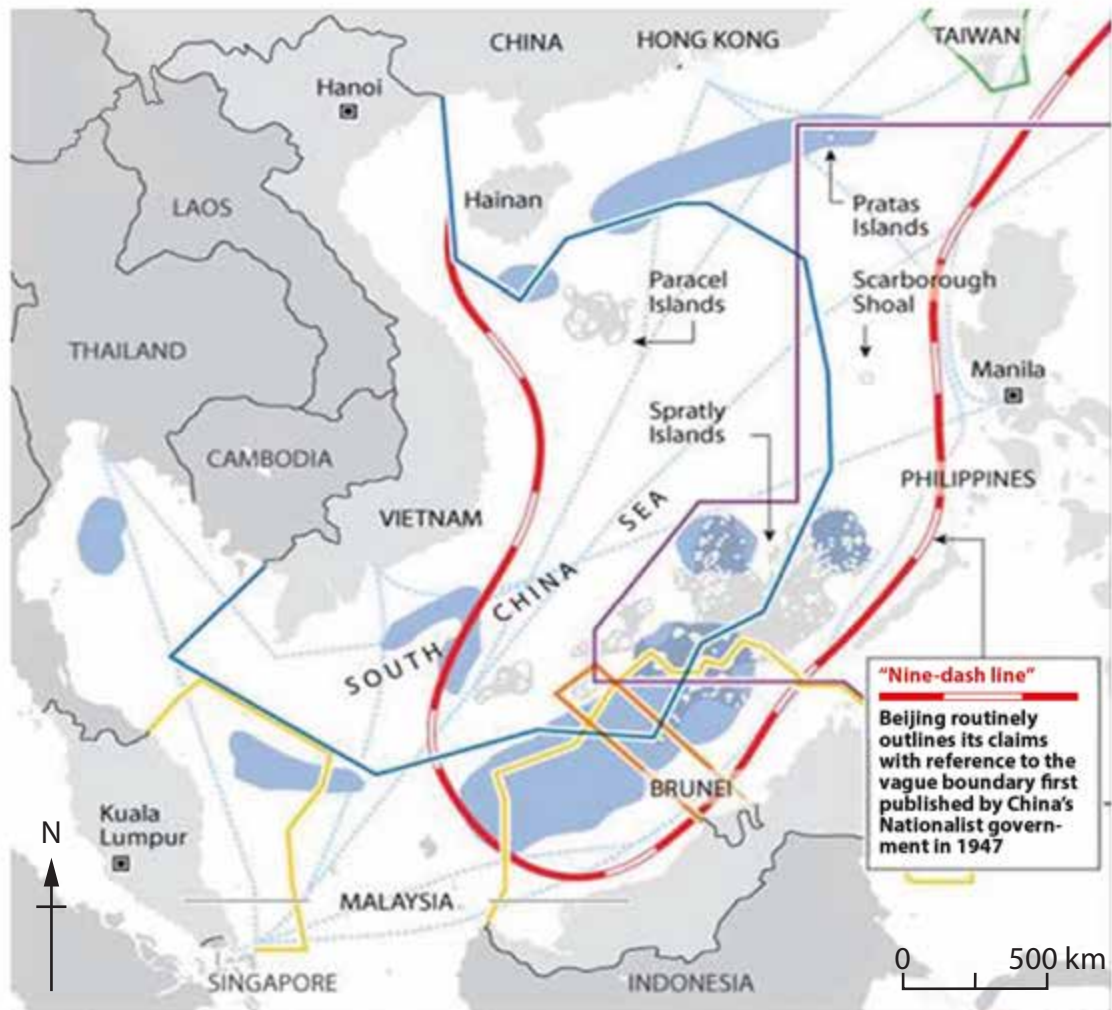 CHINA
HONG KONG
TAIWAN
Hanoi
LAOS
Hainan
Pratas
Islands
Paracel
Islands
Scarborough
Shoal
THAILAND
Manila
Spratly
Islands
CAMBODIA
PHILIPPINES
VIETNAM
SOUTH CHINA SEA
"Nine-dash line"
Beijing routinely
outlines its claims
with reference to the
vague boundary first
published by China's
Nationalist govern-
ment in 1947
BRUNEI
Kuala
Lumpur
N
MALAYSIA
SINGAPORE
INDONESIA
0 500 km